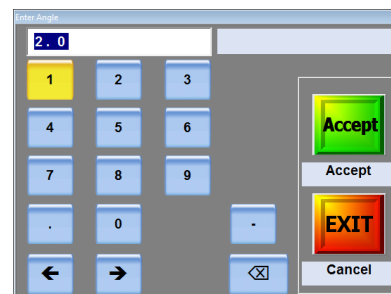 Enter Angle
2.0
1 2 3
4 5 6
Accept
7 8 9
Accept
. 0 -
EXIT
Cancel